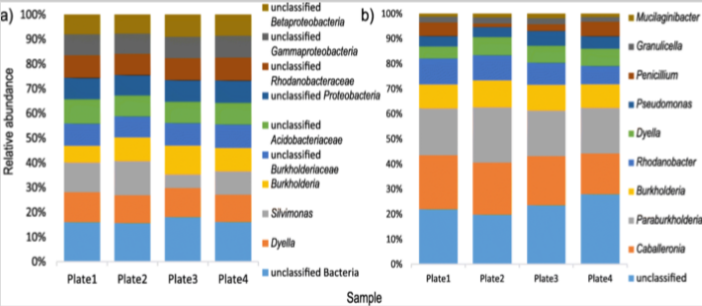 a)
Relative abundance
100%
90%
80%
70%
60%
50%
40%
30%
20%
10%
0%
Plate1 Plate2 Plate3 Plate4
unclassified
Betaproteobacteria
unclassified
Gammaproteobacteria
unclassified
Rhodanobacteraceae
unclassified Proteobacteria
unclassified
Acidobacteriaceae
unclassified
Burkholderiaceae
Burkholderia
Silvimonas
Dyella
unclassified Bacteria
b)
100%
90%
80%
70%
60%
50%
40%
30%
20%
10%
0%
Plate1 Plate2 Plate3 Plate4
Mucilaginibacter
Granulicella
Penicillium
Pseudomonas
Dyella
Rhodanobacter
Burkholderia
Paraburkholderia
Caballeronia
unclassified
Sample